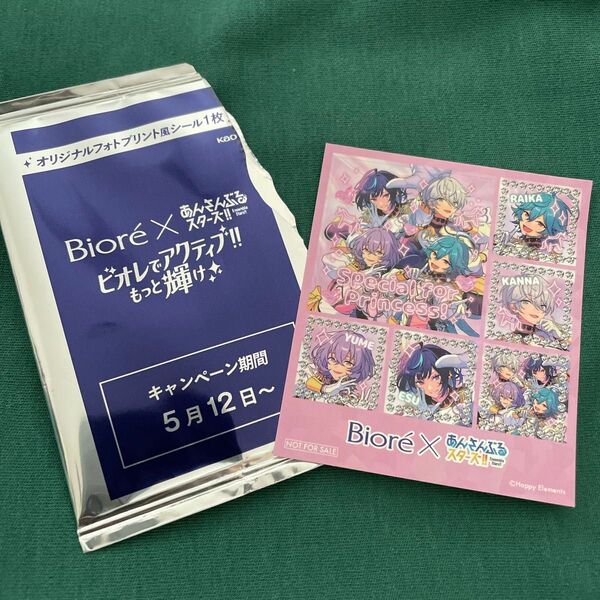 オリジナルフォトプリント風シール1枚
Kao
Bioré×あんさんぶるスターズ!!
Ensemble Stars!!
ビオレでアクティブ!!
もっと輝け
キャンペーン期間
5月12日〜
Special for
Princess!
RAIKA
KANNA
YUME
ESU
NOT FOR SALE
Bioré×あんさんぶるスターズ!!
Ensemble Stars!!
©Happy Elements